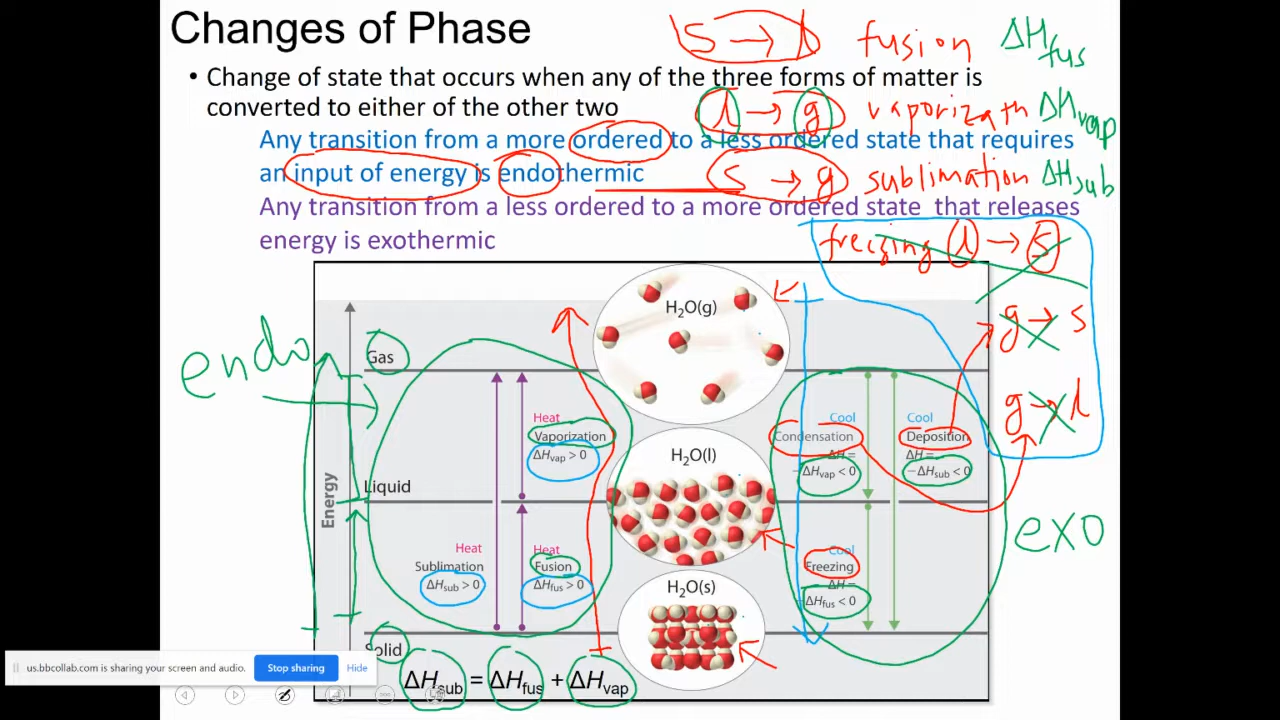 Changes of Phase
s → l fusion ΔHfus
• Change of state that occurs when any of the three forms of matter is
converted to either of the other two
l → g vaporizath ΔHvap
Any transition from a more ordered to a less ordered state that requires
an input of energy is endothermic
s → g sublimation ΔHsub
Any transition from a less ordered to a more ordered state that releases
energy is exothermic
freezing l → s
g → s
g → l
endo
exo
Energy
Gas
Liquid
Solid
H₂O(g)
H₂O(l)
H₂O(s)
Heat
Vaporization
ΔHvap > 0
Heat
Sublimation
ΔHsub > 0
Heat
Fusion
ΔHfus > 0
Cool
Condensation
ΔH =
−ΔHvap < 0
Cool
Deposition
ΔH =
−ΔHsub < 0
Cool
Freezing
ΔH =
−ΔHfus < 0
ΔHsub = ΔHfus + ΔHvap
us.bbcollab.com is sharing your screen and audio.
Stop sharing
Hide